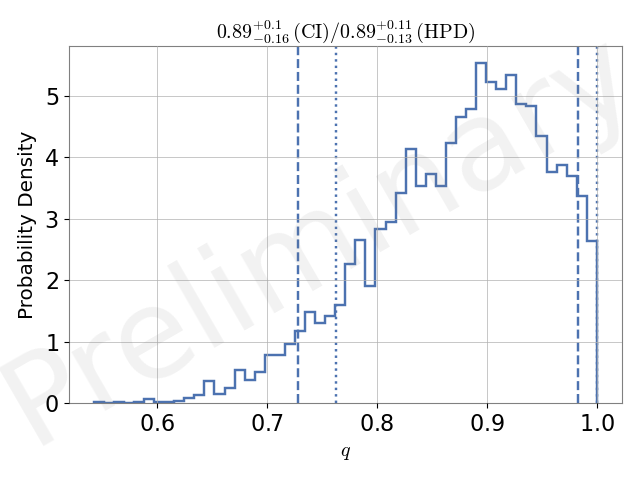 0.89^{+0.1}_{-0.16} (CI)/0.89^{+0.11}_{-0.13} (HPD)
Probability Density
5
4
3
2
1
0
0.6 0.7 0.8 0.9 1.0
q
Preliminary